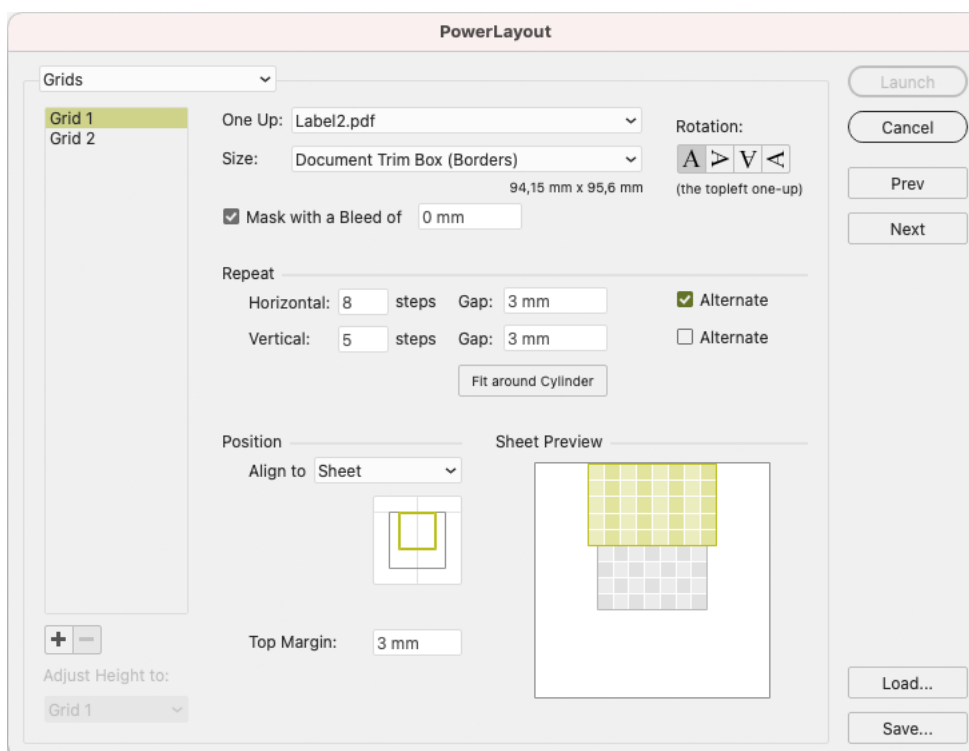 PowerLayout
Grids
Launch
Grid 1
Grid 2
One Up: Label2.pdf
Rotation:
Cancel
Size: Document Trim Box (Borders)
A A A A
94,15 mm x 95,6 mm
(the topleft one-up)
Prev
Mask with a Bleed of 0 mm
Next
Repeat
Horizontal: 8 steps Gap: 3 mm Alternate
Vertical: 5 steps Gap: 3 mm Alternate
Fit around Cylinder
Position
Sheet Preview
Align to Sheet
Top Margin: 3 mm
Adjust Height to:
Grid 1
Load...
Save...